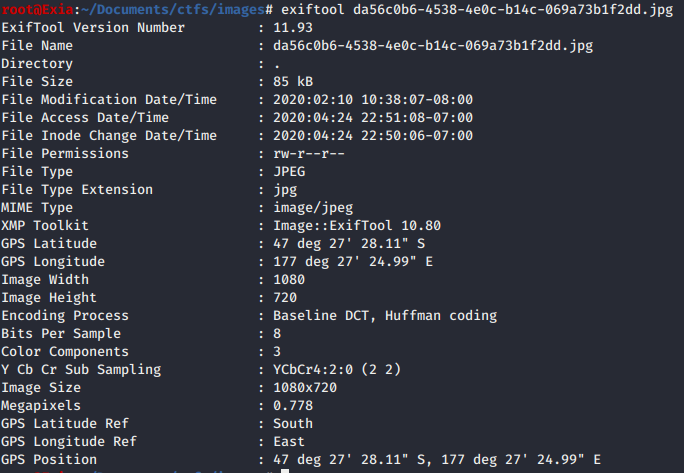 root@Exia:~/Documents/ctfs/images# exiftool da56c0b6-4538-4e0c-b14c-069a73b1f2dd.jpg
ExifTool Version Number : 11.93
File Name : da56c0b6-4538-4e0c-b14c-069a73b1f2dd.jpg
Directory : .
File Size : 85 kB
File Modification Date/Time : 2020:02:10 10:38:07-08:00
File Access Date/Time : 2020:04:24 22:51:08-07:00
File Inode Change Date/Time : 2020:04:24 22:50:06-07:00
File Permissions : rw-r--r--
File Type : JPEG
File Type Extension : jpg
MIME Type : image/jpeg
XMP Toolkit : Image::ExifTool 10.80
GPS Latitude : 47 deg 27' 28.11" S
GPS Longitude : 177 deg 27' 24.99" E
Image Width : 1080
Image Height : 720
Encoding Process : Baseline DCT, Huffman coding
Bits Per Sample : 8
Color Components : 3
Y Cb Cr Sub Sampling : YCbCr4:2:0 (2 2)
Image Size : 1080x720
Megapixels : 0.778
GPS Latitude Ref : South
GPS Longitude Ref : East
GPS Position : 47 deg 27' 28.11" S, 177 deg 27' 24.99" E